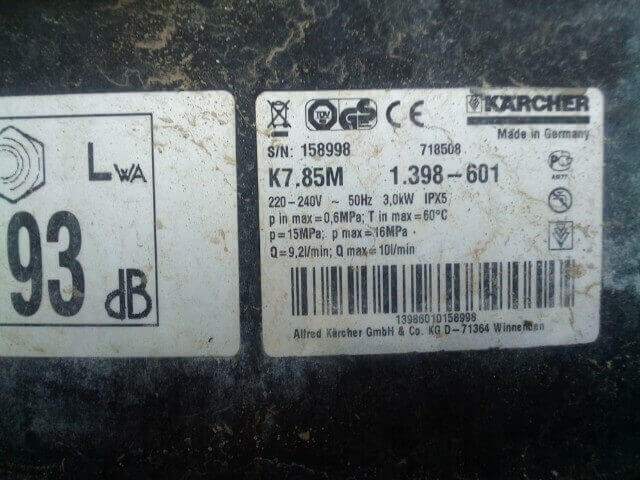 LWA
93
dB
KÄRCHER
Made in Germany
S/N: 158998 718508
K7.85M 1.398-601
220-240V ~ 50Hz 3,0kW IPX5
p in max=0,6MPa; T in max=60°C
p=15MPa; p max=16MPa
Q=9,2l/min; Q max=10l/min
13986010158998
Alfred Kärcher GmbH & Co. KG D-71364 Winnenden